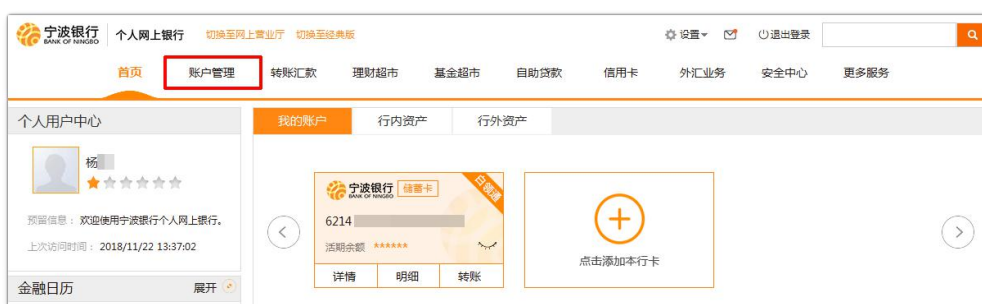 宁波银行 个人网上银行 切换至网上营业厅 切换至经典版 设置 退出登录
BANK OF NINGBO
首页 账户管理 转账汇款 理财超市 基金超市 自助贷款 信用卡 外汇业务 安全中心 更多服务
个人用户中心 我的账户 行内资产 行外资产
杨
预留信息： 欢迎使用宁波银行个人网上银行。
上次访问时间： 2018/11/22 13:37:02
宁波银行 储蓄卡 白领通
BANK OF NINGBO
6214
活期余额 ******
详情 明细 转账
点击添加本行卡
金融日历 展开